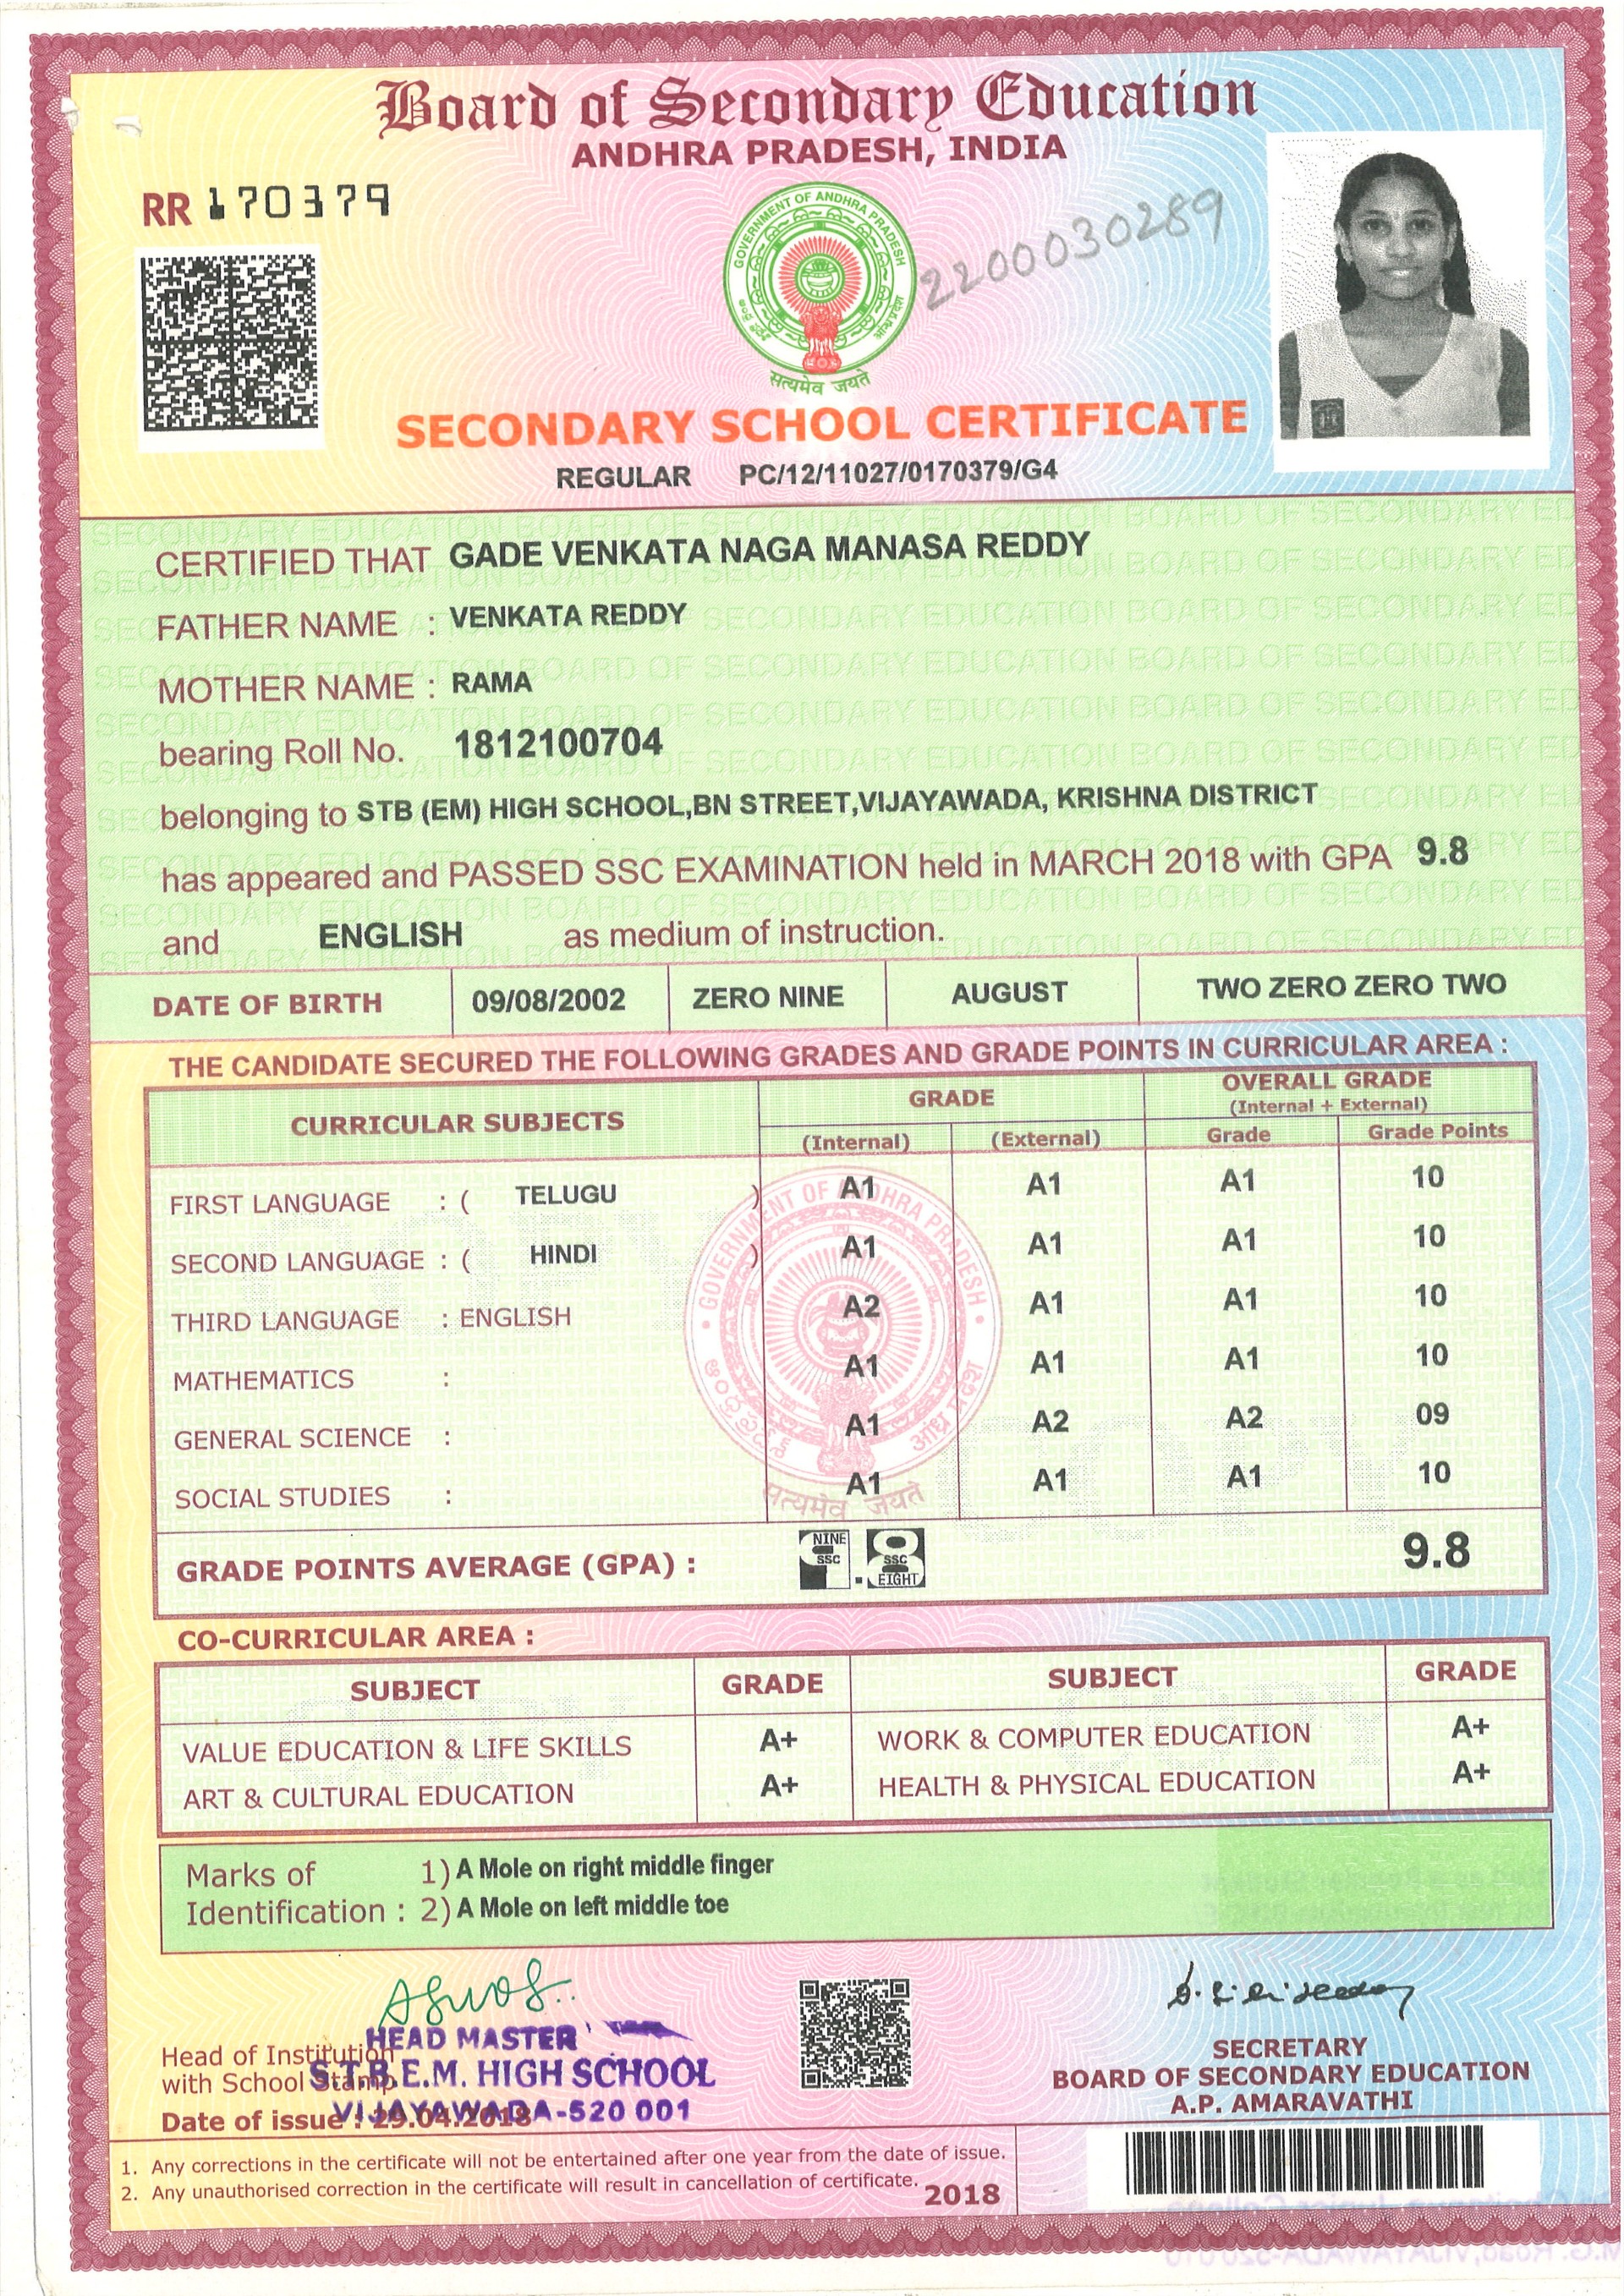 Board of Secondary Education
ANDHRA PRADESH, INDIA
RR 170379
GOVERNMENT OF ANDHRA PRADESH
सत्यमेव जयते
2200030289
SECONDARY SCHOOL CERTIFICATE
REGULAR PC/12/11027/0170379/G4
CERTIFIED THAT GADE VENKATA NAGA MANASA REDDY
FATHER NAME : VENKATA REDDY
MOTHER NAME : RAMA
bearing Roll No. 1812100704
belonging to STB (EM) HIGH SCHOOL,BN STREET,VIJAYAWADA, KRISHNA DISTRICT
has appeared and PASSED SSC EXAMINATION held in MARCH 2018 with GPA 9.8
and ENGLISH as medium of instruction.
DATE OF BIRTH 09/08/2002 ZERO NINE AUGUST TWO ZERO ZERO TWO
THE CANDIDATE SECURED THE FOLLOWING GRADES AND GRADE POINTS IN CURRICULAR AREA :
CURRICULAR SUBJECTS GRADE OVERALL GRADE
(Internal + External)
(Internal) (External) Grade Grade Points
FIRST LANGUAGE : ( TELUGU ) A1 A1 A1 10
SECOND LANGUAGE : ( HINDI ) A1 A1 A1 10
THIRD LANGUAGE : ENGLISH A2 A1 A1 10
MATHEMATICS : A1 A1 A1 10
GENERAL SCIENCE : A1 A2 A2 09
SOCIAL STUDIES : A1 A1 A1 10
GRADE POINTS AVERAGE (GPA) : NINE SSC . SSC EIGHT 9.8
CO-CURRICULAR AREA :
SUBJECT GRADE SUBJECT GRADE
VALUE EDUCATION & LIFE SKILLS A+ WORK & COMPUTER EDUCATION A+
ART & CULTURAL EDUCATION A+ HEALTH & PHYSICAL EDUCATION A+
Marks of 1) A Mole on right middle finger
Identification : 2) A Mole on left middle toe
HEAD MASTER
Head of Institution
with School Stamp
S.T.B.E.M. HIGH SCHOOL
VIJAYAWADA-520 001
Date of issue : 29.04.2018
SECRETARY
BOARD OF SECONDARY EDUCATION
A.P. AMARAVATHI
1. Any corrections in the certificate will not be entertained after one year from the date of issue.
2. Any unauthorised correction in the certificate will result in cancellation of certificate.
2018